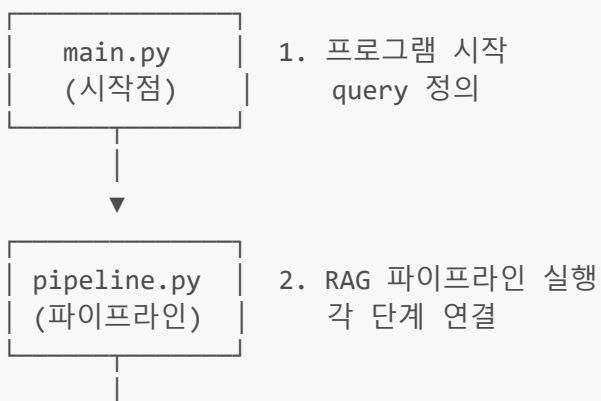 main.py 1. 프로그램 시작
(시작점) query 정의
pipeline.py 2. RAG 파이프라인 실행
(파이프라인) 각 단계 연결